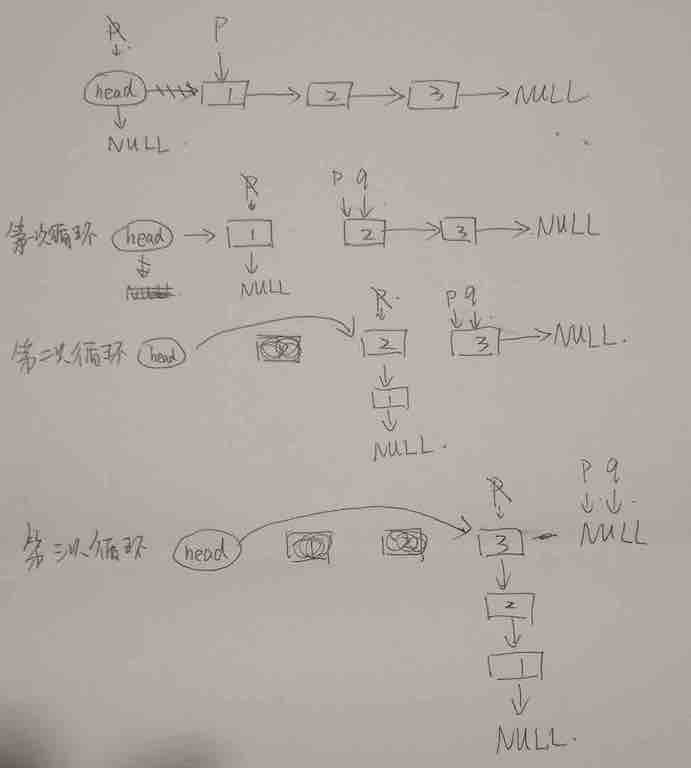 R P
head 1 2 3 NULL
NULL
R P q
第一次循环 head 1 2 3 NULL
NULL
R P q
第二次循环 head 2 3 NULL.
1
NULL.
P q
R
第三次循环 head 3 NULL
2
1
NULL.